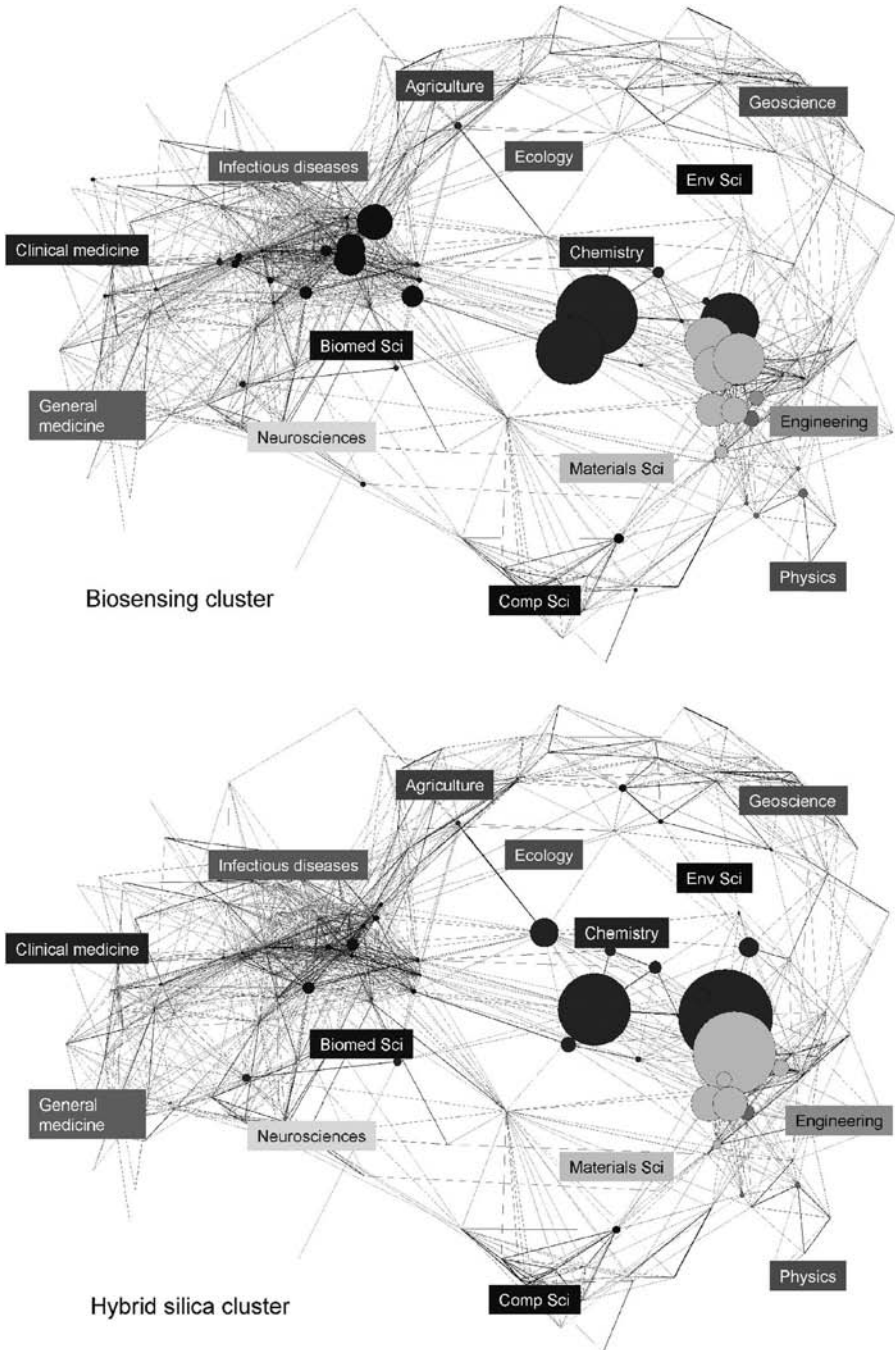 Agriculture
Geoscience
Infectious diseases
Ecology
Env Sci
Clinical medicine
Chemistry
Biomed Sci
General
medicine
Neurosciences
Engineering
Materials Sci
Physics
Biosensing cluster
Comp Sci
Agriculture
Geoscience
Infectious diseases
Ecology
Env Sci
Clinical medicine
Chemistry
Biomed Sci
General
medicine
Neurosciences
Engineering
Materials Sci
Physics
Hybrid silica cluster
Comp Sci